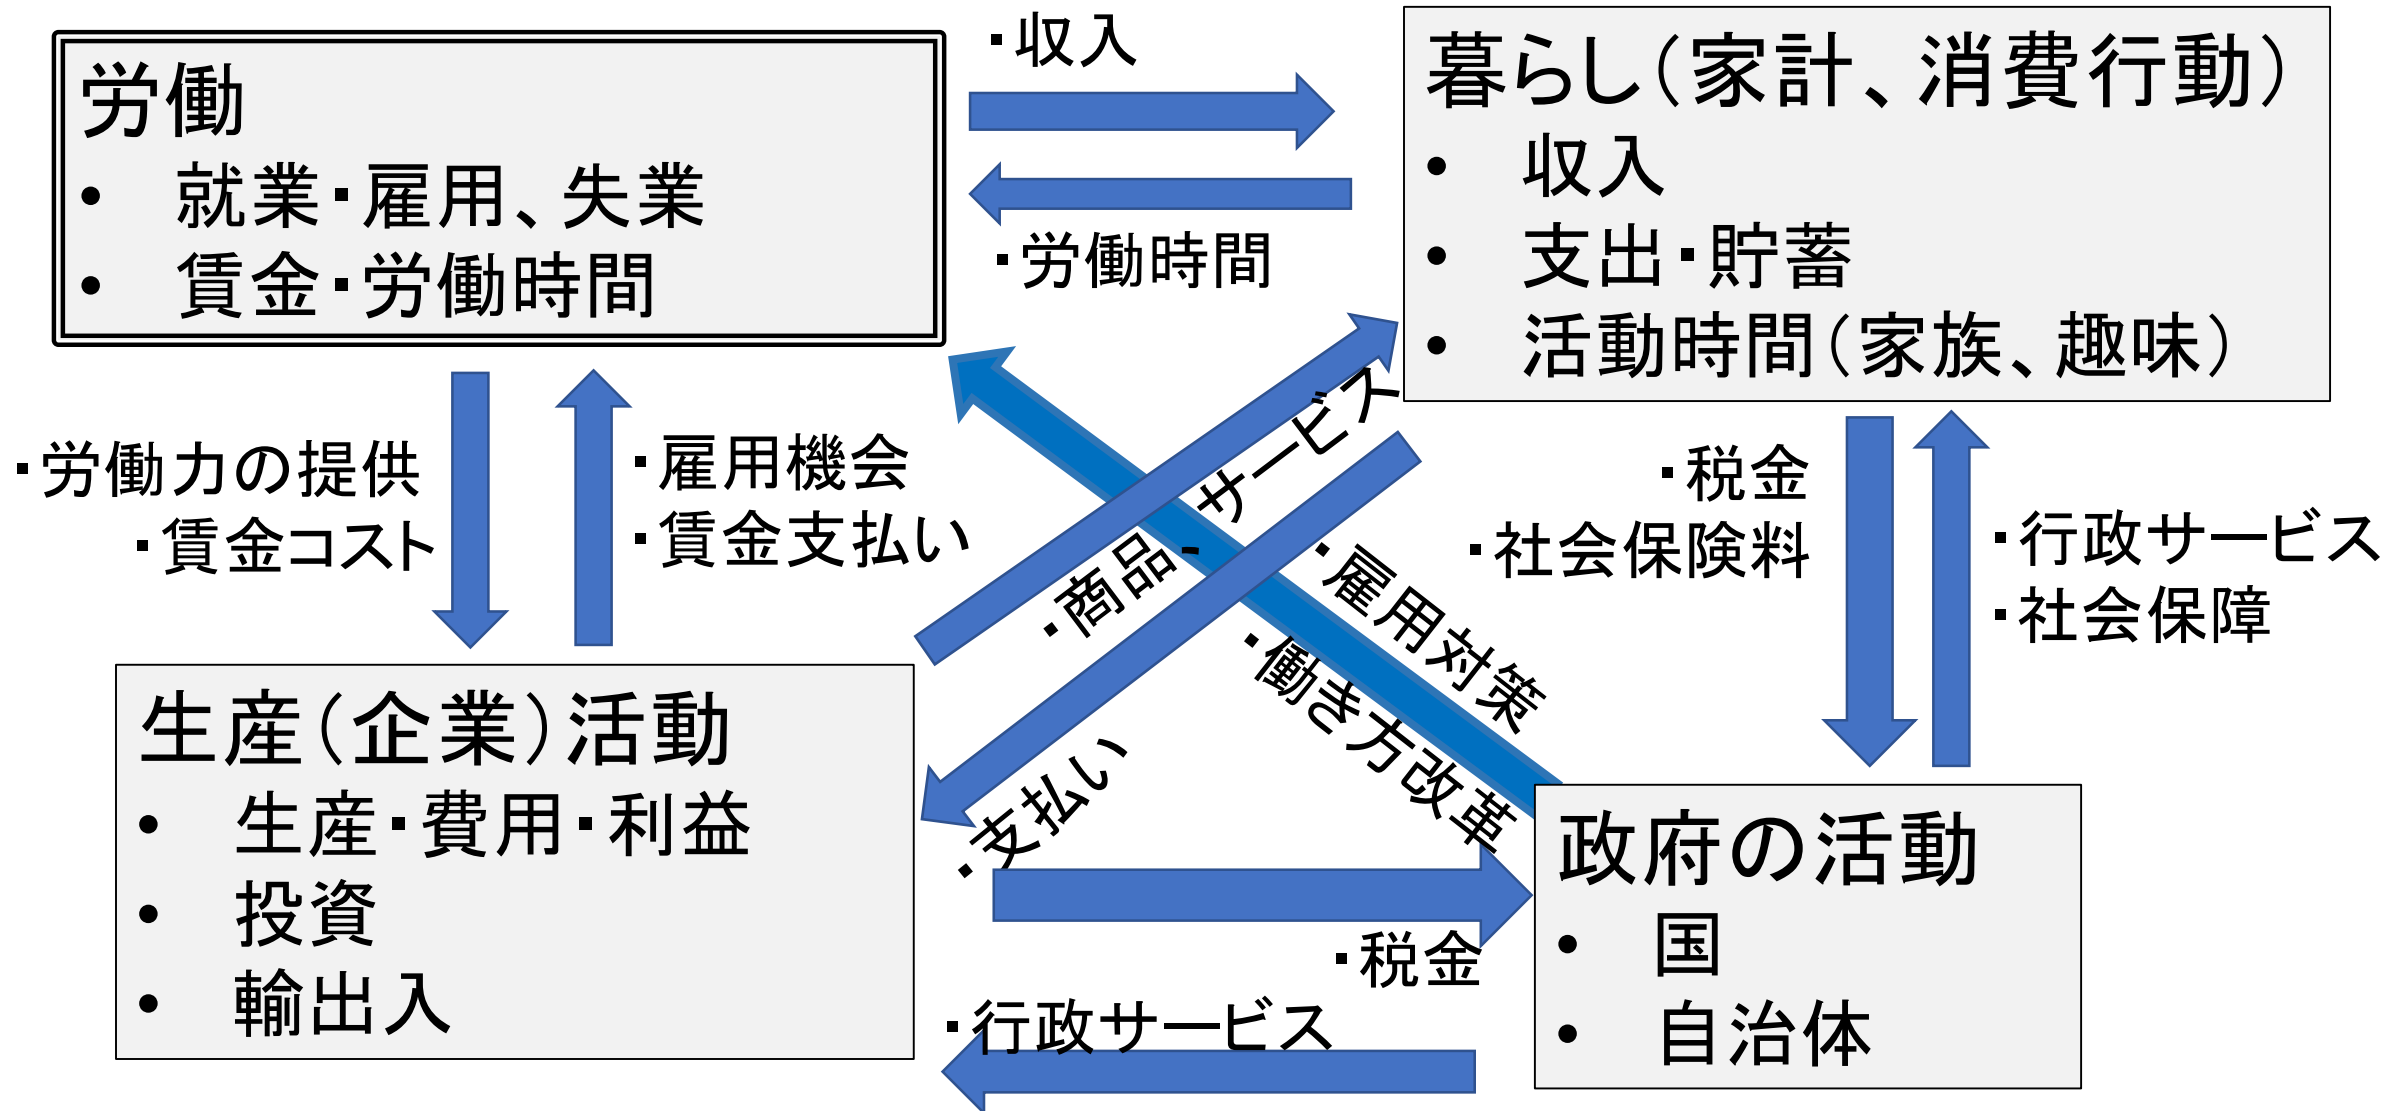 労働
• 就業・雇用、失業
• 賃金・労働時間
・収入
・労働時間
暮らし（家計、消費行動）
• 収入
• 支出・貯蓄
• 活動時間（家族、趣味）
・労働力の提供
・賃金コスト
・雇用機会
・賃金支払い
・商品、サービス
・支払い
・雇用対策
・働き方改革
・税金
・社会保険料
・行政サービス
・社会保障
生産（企業）活動
• 生産・費用・利益
• 投資
• 輸出入
・税金
・行政サービス
政府の活動
• 国
• 自治体